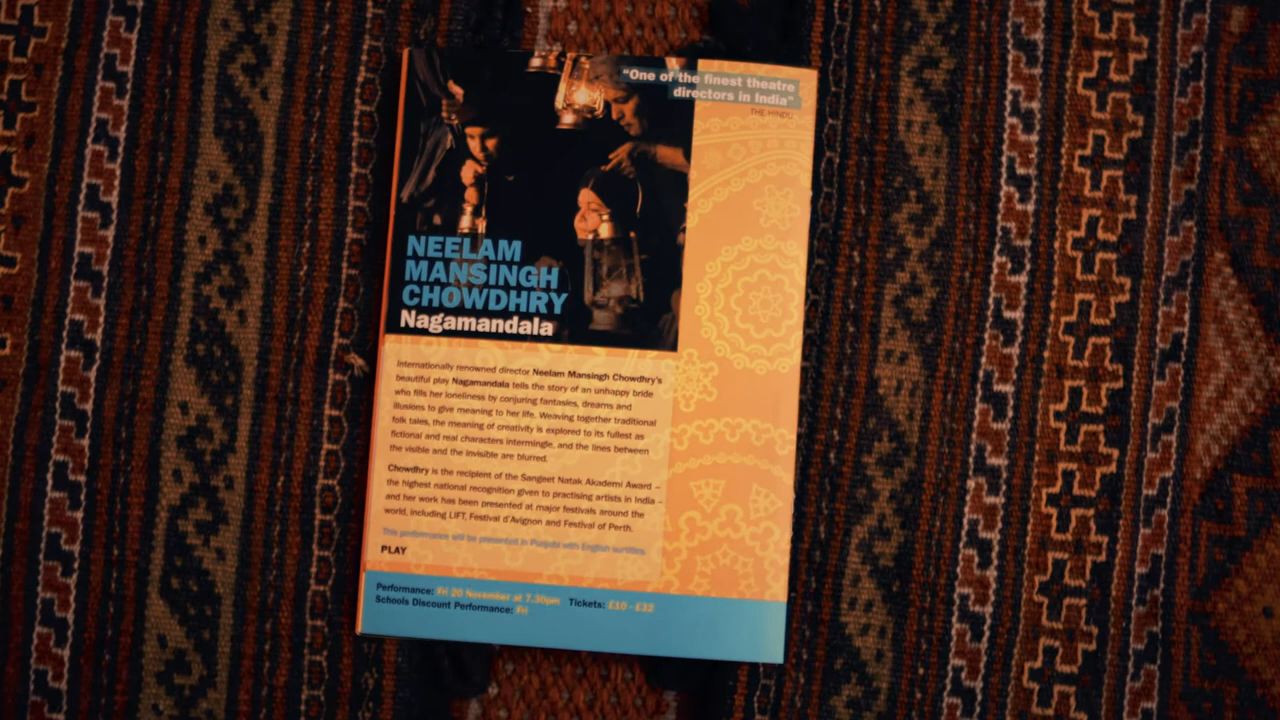 "One of the finest theatre
directors in India"
THE HINDU
NEELAM
MANSINGH
CHOWDHRY
Nagamandala
Internationally renowned director Neelam Mansingh Chowdhry's
beautiful play Nagamandala tells the story of an unhappy bride
who fills her loneliness by conjuring fantasies, dreams and
illusions to give meaning to her life. Weaving together traditional
folk tales, the meaning of creativity is explored to its fullest as
fictional and real characters intermingle, and the lines between
the visible and the invisible are blurred.
Chowdhry is the recipient of the Sangeet Natak Akademi Award –
the highest national recognition given to practising artists in India –
and her work has been presented at major festivals around the
world, including LIFT, Festival d'Avignon and Festival of Perth.
This performance will be presented in Punjabi with English surtitles.
PLAY
Performance: Fri 20 November at 7.30pm Tickets: £10 - £32
Schools Discount Performance: Fri